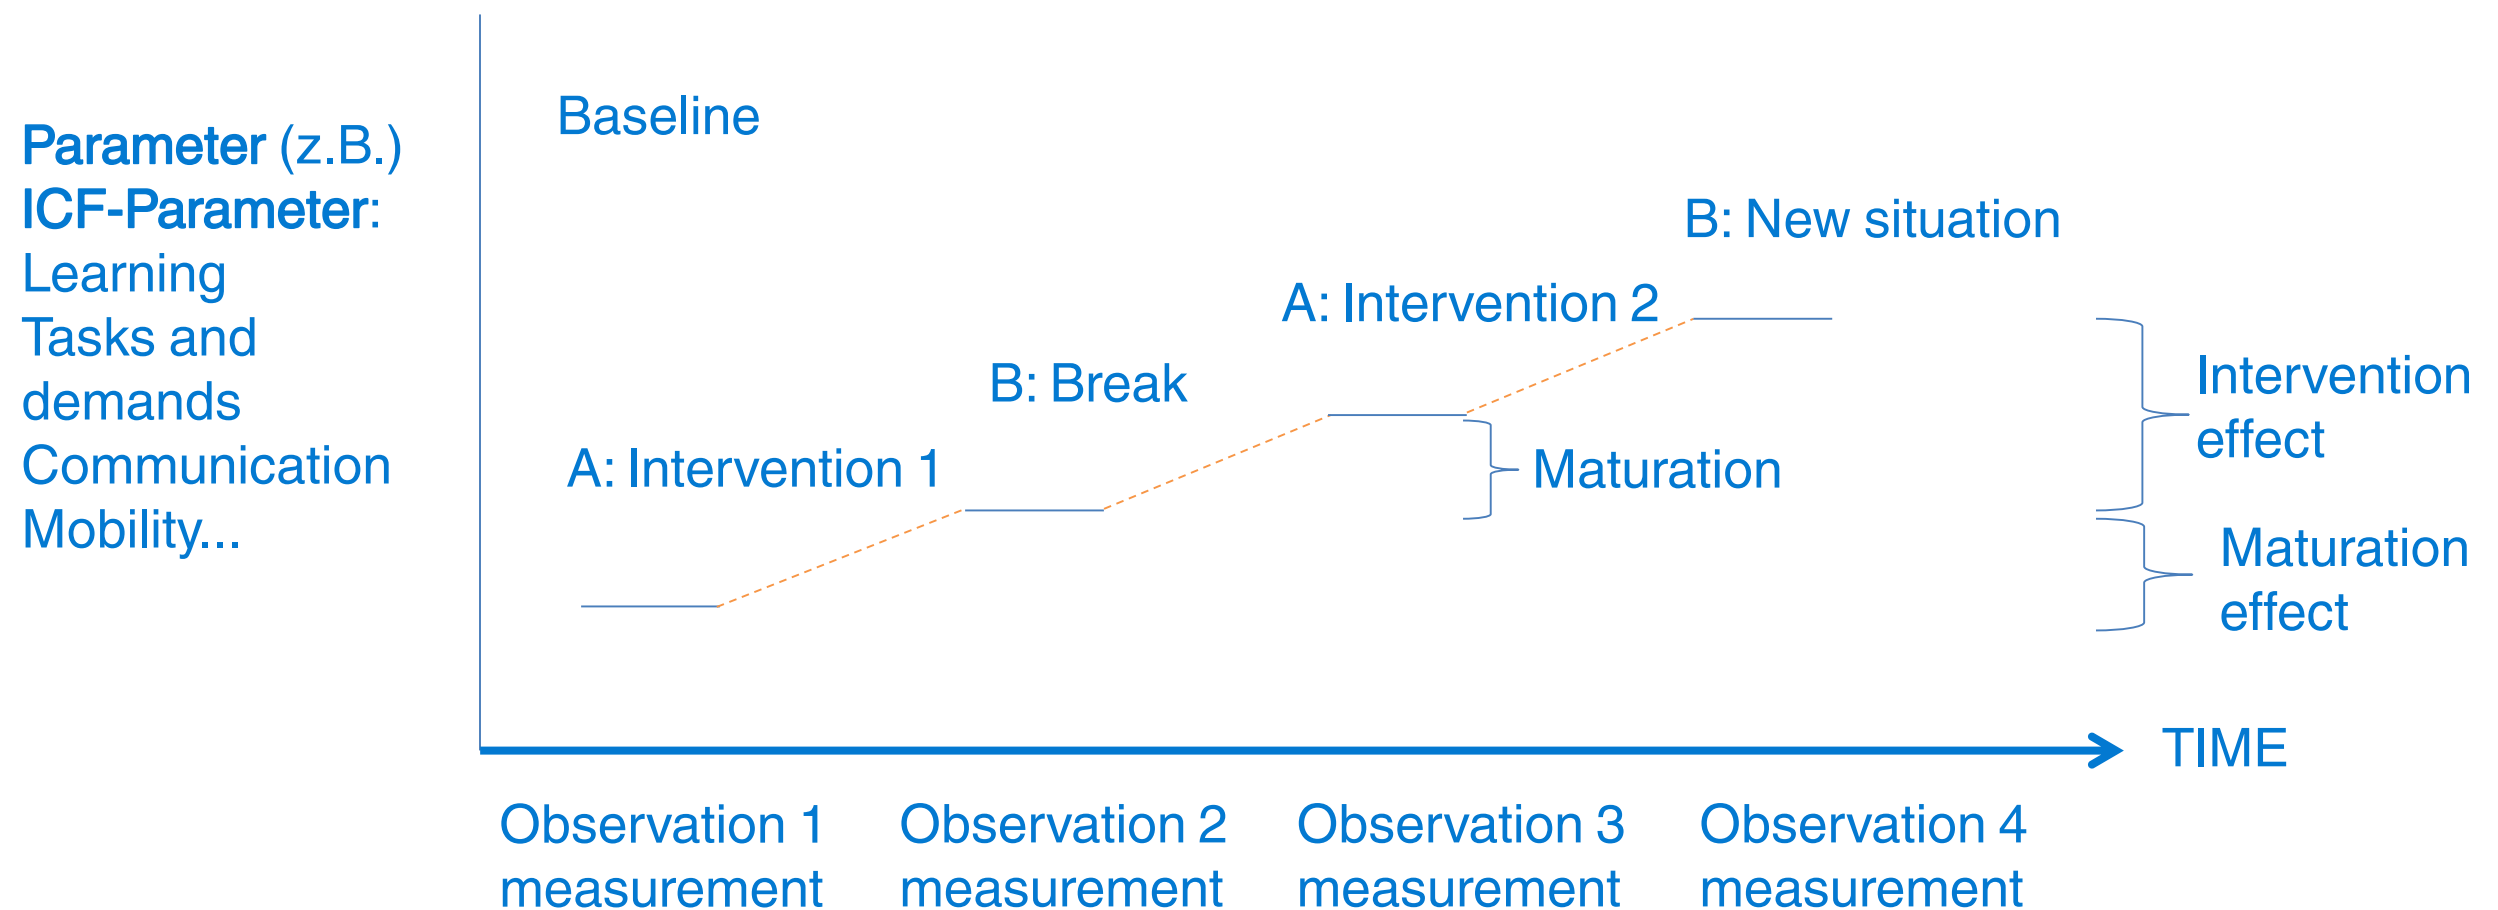 Parameter (z.B.)
ICF-Parameter:
Learning
Tasks and
demands
Communication
Mobility...
Baseline
A: Intervention 1
B: Break
A: Intervention 2
B: New situation
Maturation
Intervention
effect
Maturation
effect
TIME
Observation 1
measurement
Observation 2
measurement
Observation 3
measurement
Observation 4
measurement